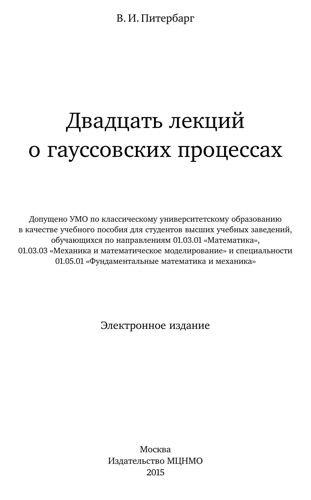 В. И. Питербарг
Двадцать лекций
о гауссовских процессах
Допущено УМО по классическому университетскому образованию
в качестве учебного пособия для студентов высших учебных заведений,
обучающихся по направлениям 01.03.01 «Математика»,
01.03.03 «Механика и математическое моделирование» и специальности
01.05.01 «Фундаментальные математика и механика»
Электронное издание
Москва
Издательство МЦНМО
2015